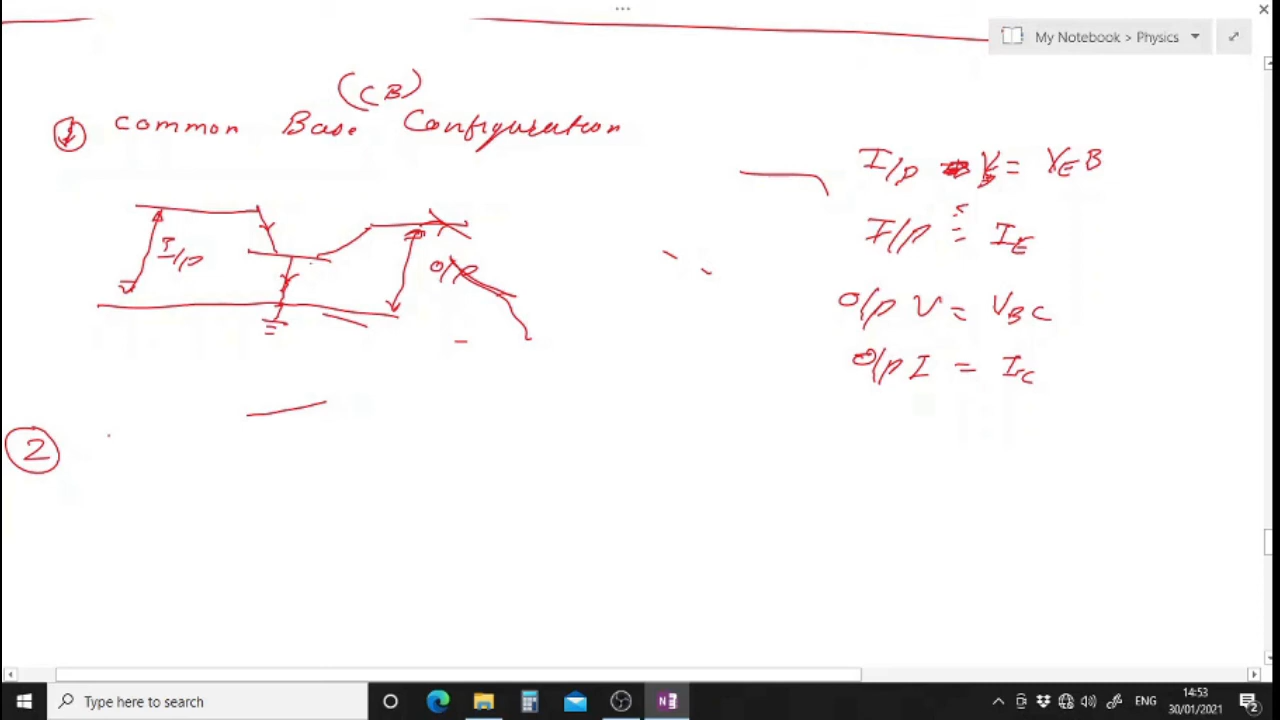 My Notebook > Physics
(CB)
1 Common Base Configuration
I/P V = VEB
I/P = IE
O/P V = VBC
O/P I = IC
I/P
O/P
2
Type here to search
ENG
14:53
30/01/2021
2